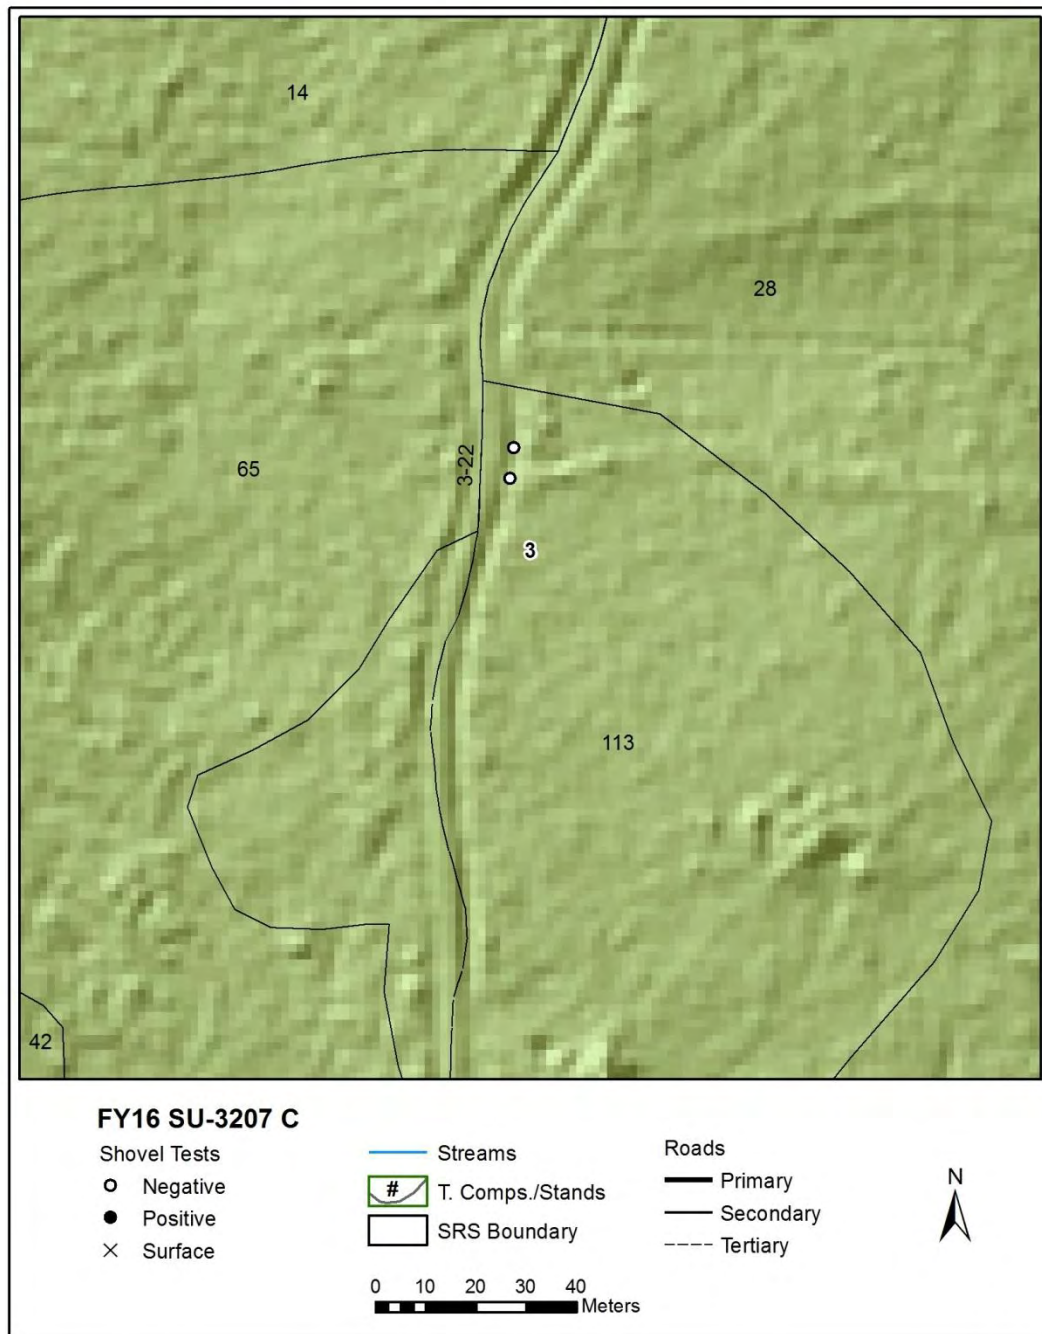 14
28
3-22
65
3
113
42
FY16 SU-3207 C
Shovel Tests
Negative
Positive
Surface
Streams
#
T. Comps./Stands
SRS Boundary
Roads
Primary
Secondary
Tertiary
N
0 10 20 30 40
Meters